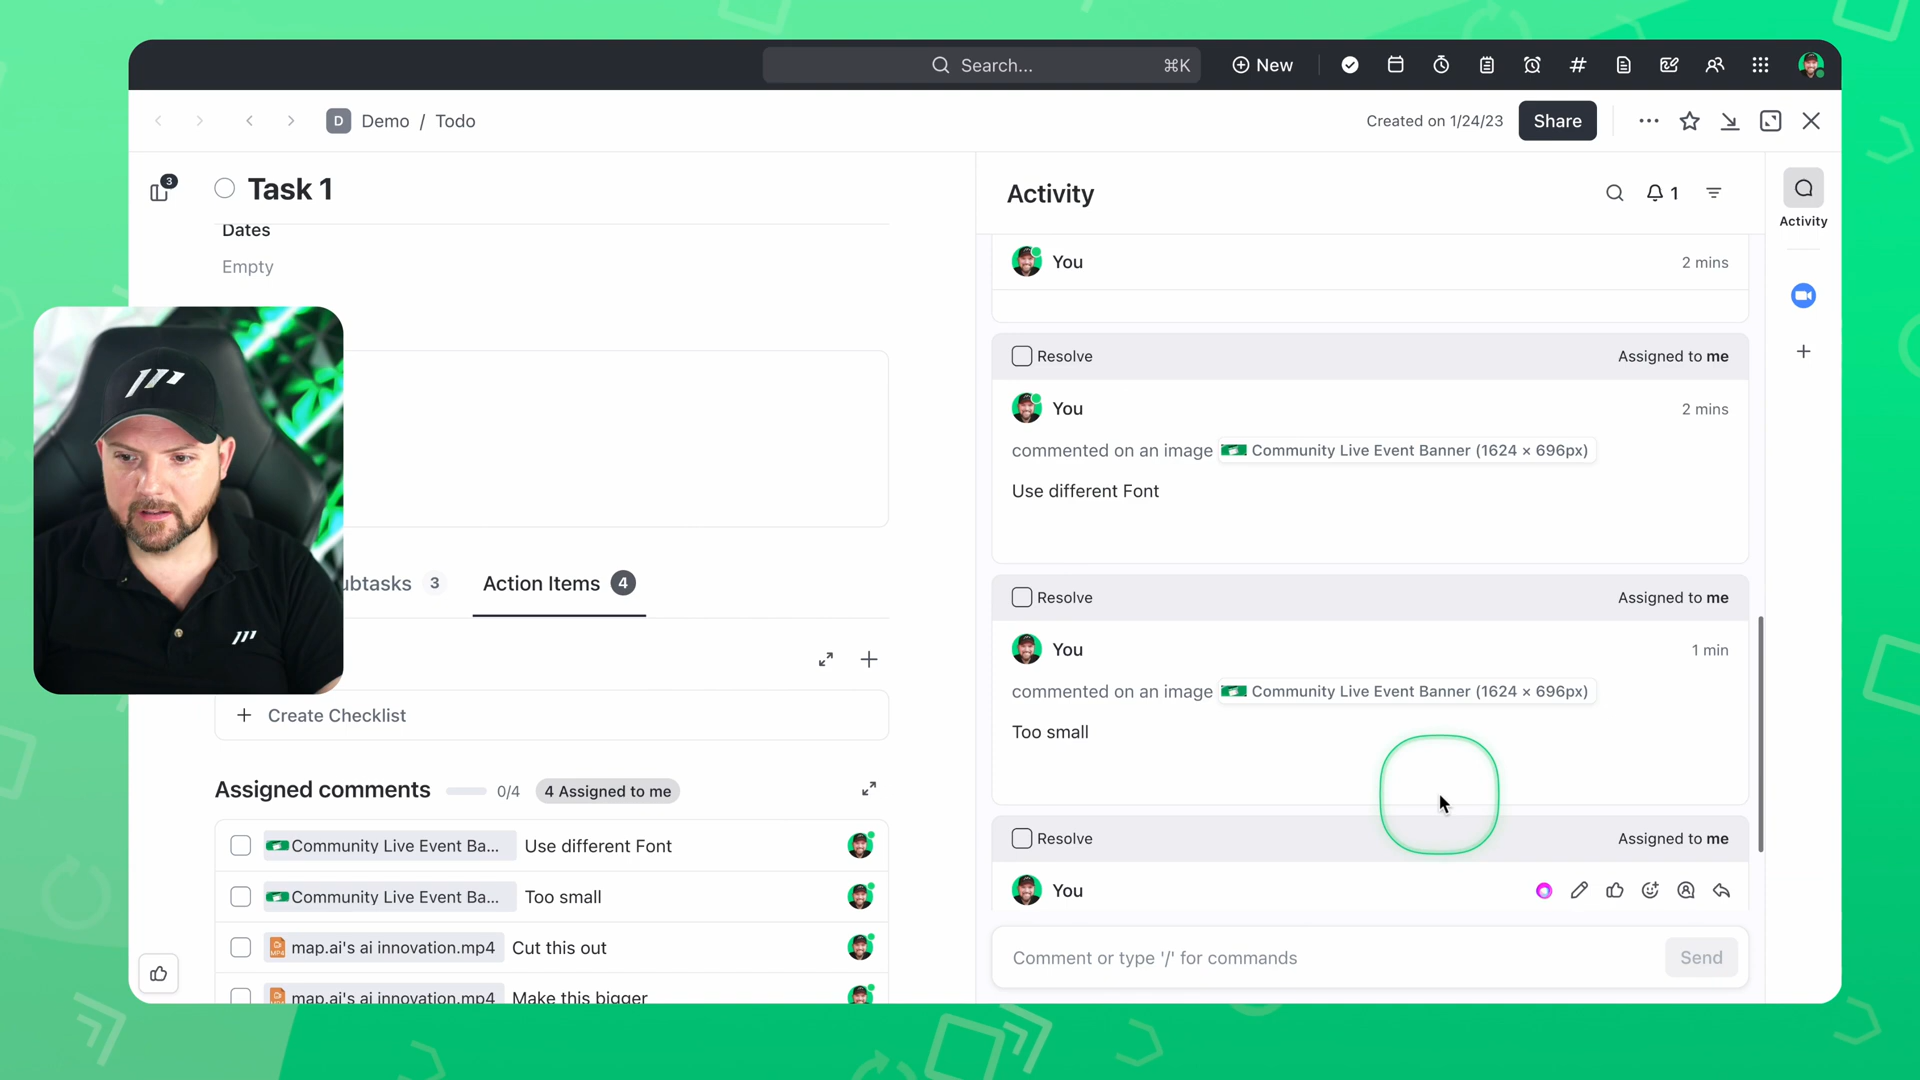 Search...
⌘K
New
D
Demo / Todo
Created on 1/24/23
Share
3
Task 1
Dates
Empty
ubtasks 3
Action Items 4
Create Checklist
Assigned comments
0/4
4 Assigned to me
Community Live Event Ba...
Use different Font
Community Live Event Ba...
Too small
map.ai's ai innovation.mp4
Cut this out
map.ai's ai innovation.mp4
Make this bigger
Activity
1
You
2 mins
Resolve
Assigned to me
You
2 mins
commented on an image Community Live Event Banner (1624 × 696px)
Use different Font
Resolve
Assigned to me
You
1 min
commented on an image Community Live Event Banner (1624 × 696px)
Too small
Resolve
Assigned to me
You
Comment or type '/' for commands
Send
Activity